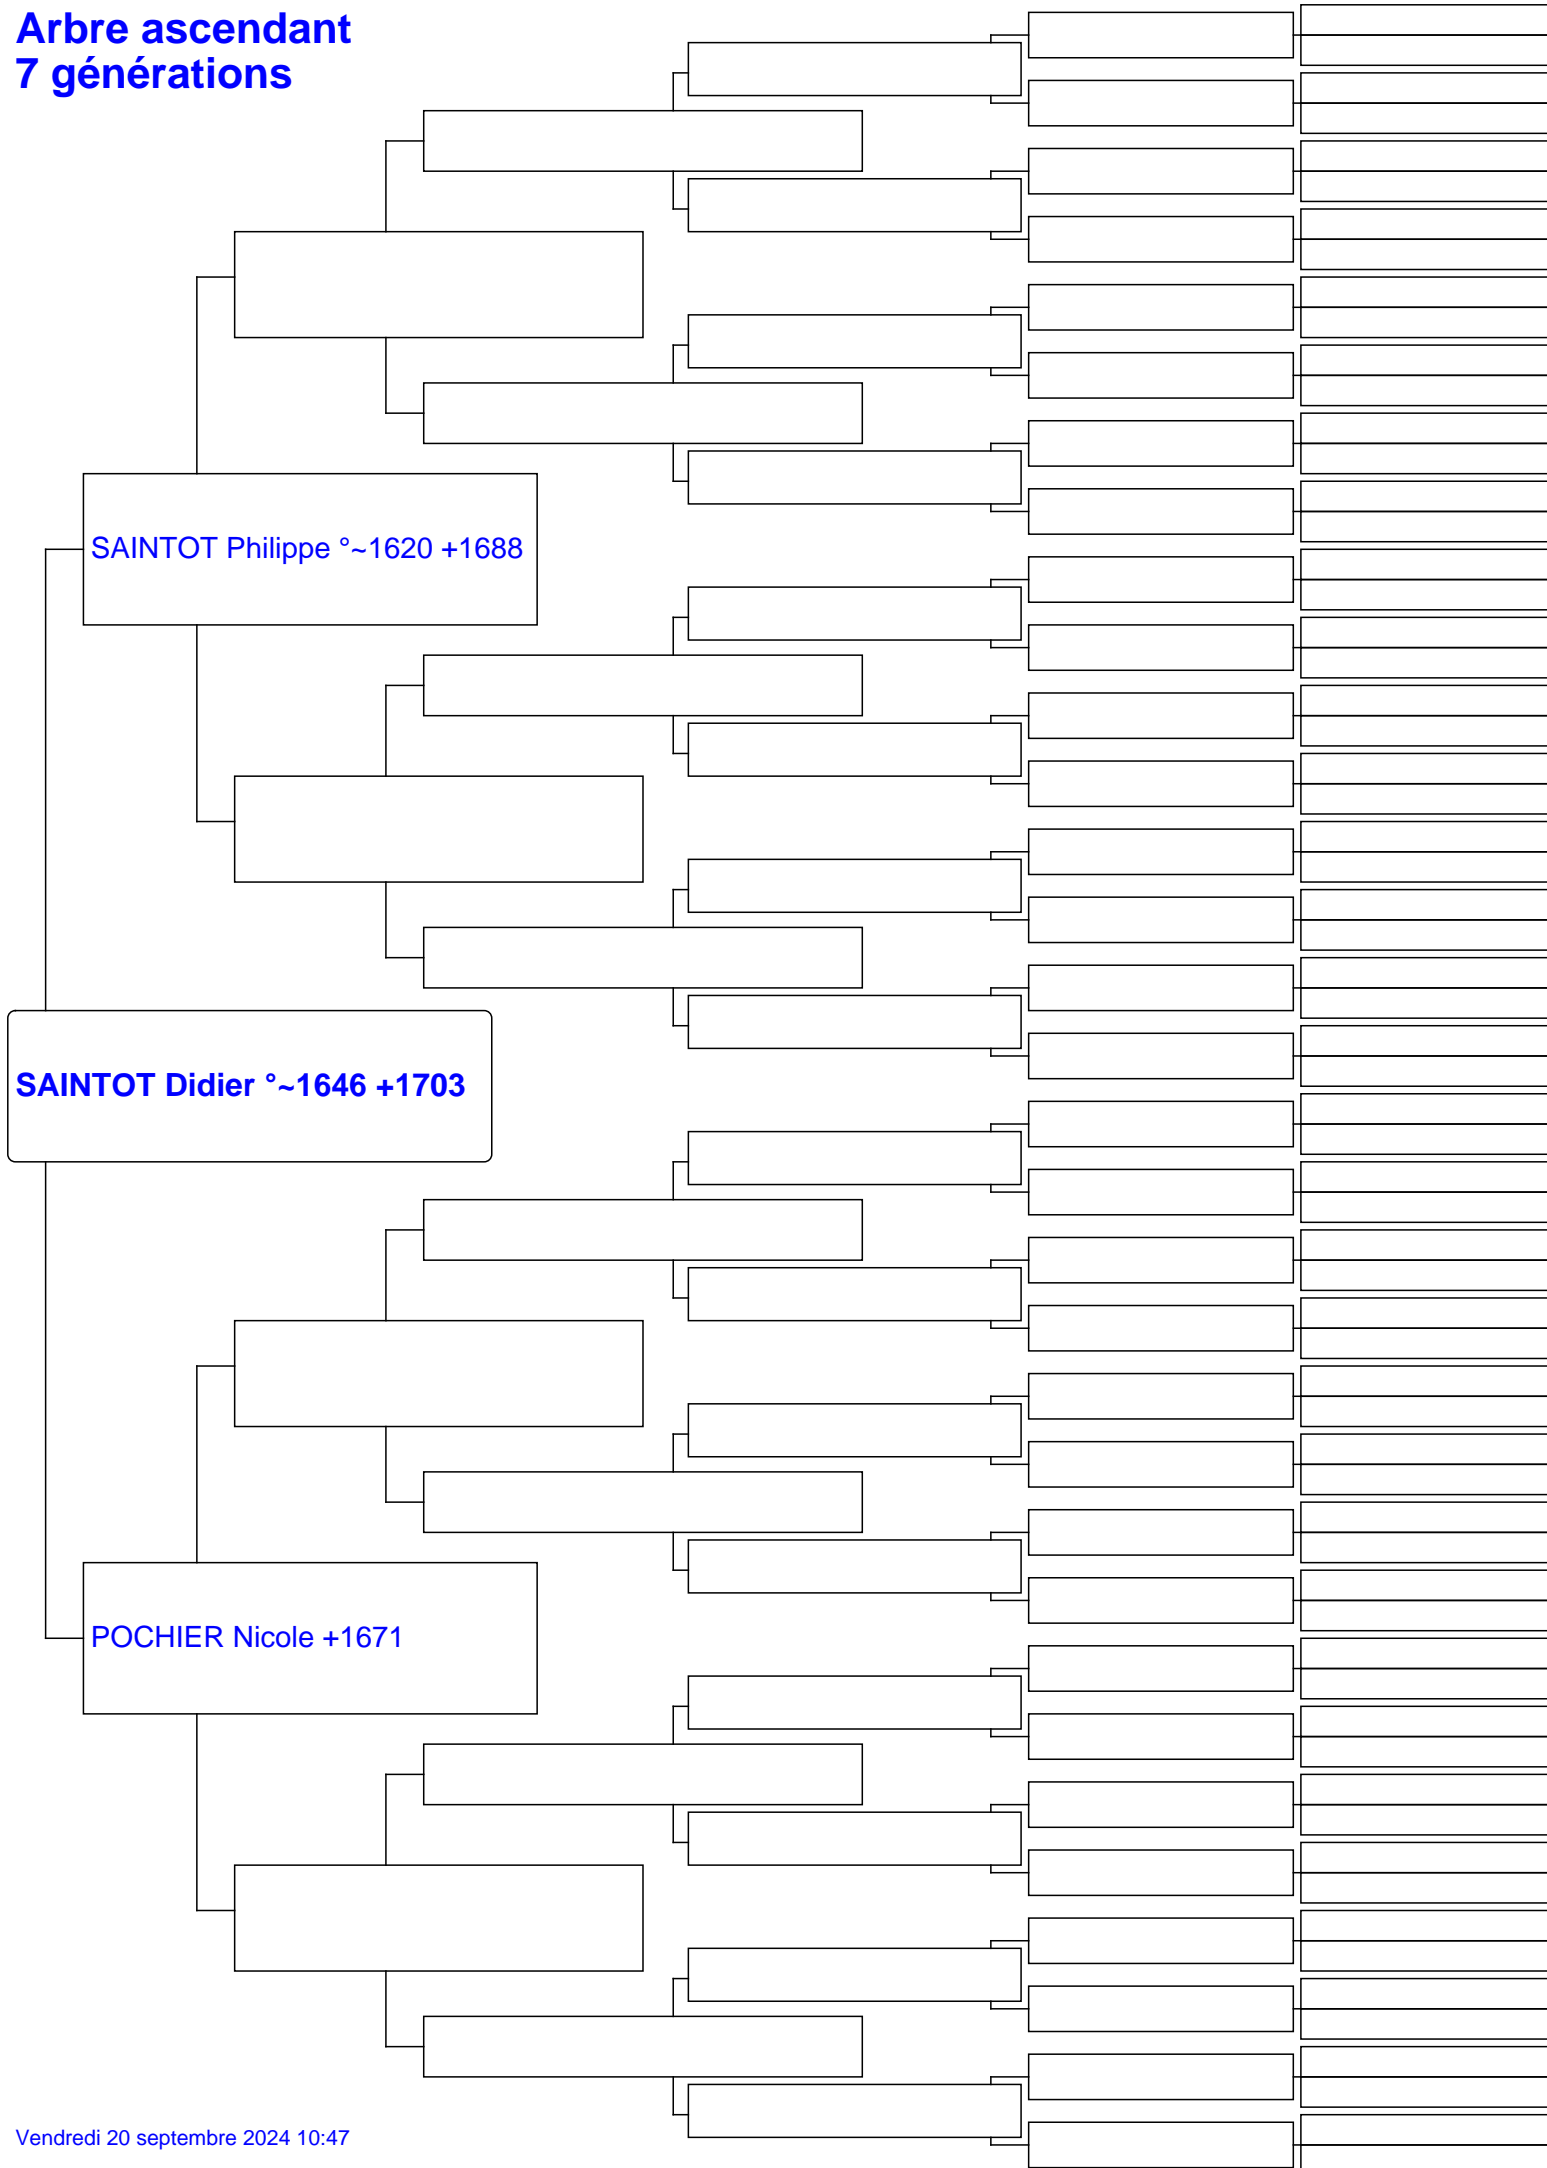 Arbre ascendant
7 générations
SAINTOT Philippe °~1620 +1688
SAINTOT Didier °~1646 +1703
POCHIER Nicole +1671
Vendredi 20 septembre 2024 10:47